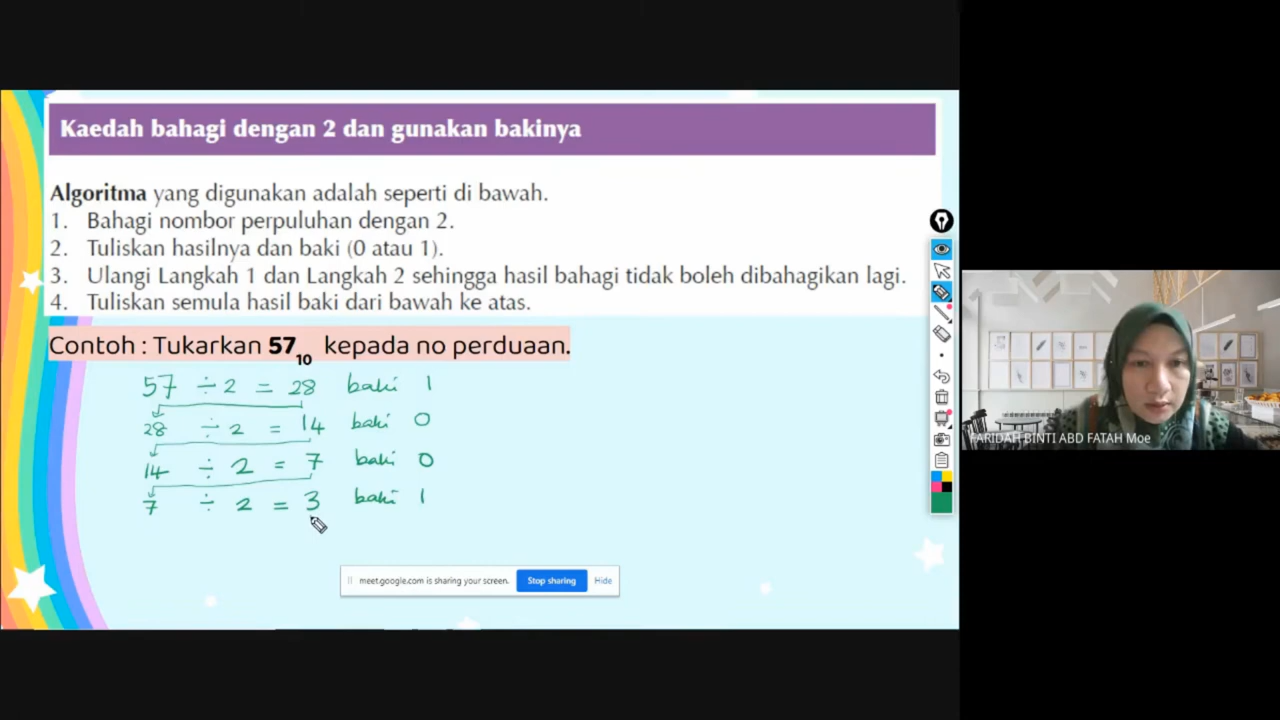 Kaedah bahagi dengan 2 dan gunakan bakinya
Algoritma yang digunakan adalah seperti di bawah.
1. Bahagi nombor perpuluhan dengan 2.
2. Tuliskan hasilnya dan baki (0 atau 1).
3. Ulangi Langkah 1 dan Langkah 2 sehingga hasil bahagi tidak boleh dibahagikan lagi.
4. Tuliskan semula hasil baki dari bawah ke atas.
Contoh : Tukarkan 57₁₀ kepada no perduaan.
57 ÷ 2 = 28 baki 1
28 ÷ 2 = 14 baki 0
14 ÷ 2 = 7 baki 0
7 ÷ 2 = 3 baki 1
meet.google.com is sharing your screen. Stop sharing Hide
FARIDAH BINTI ABD FATAH Moe